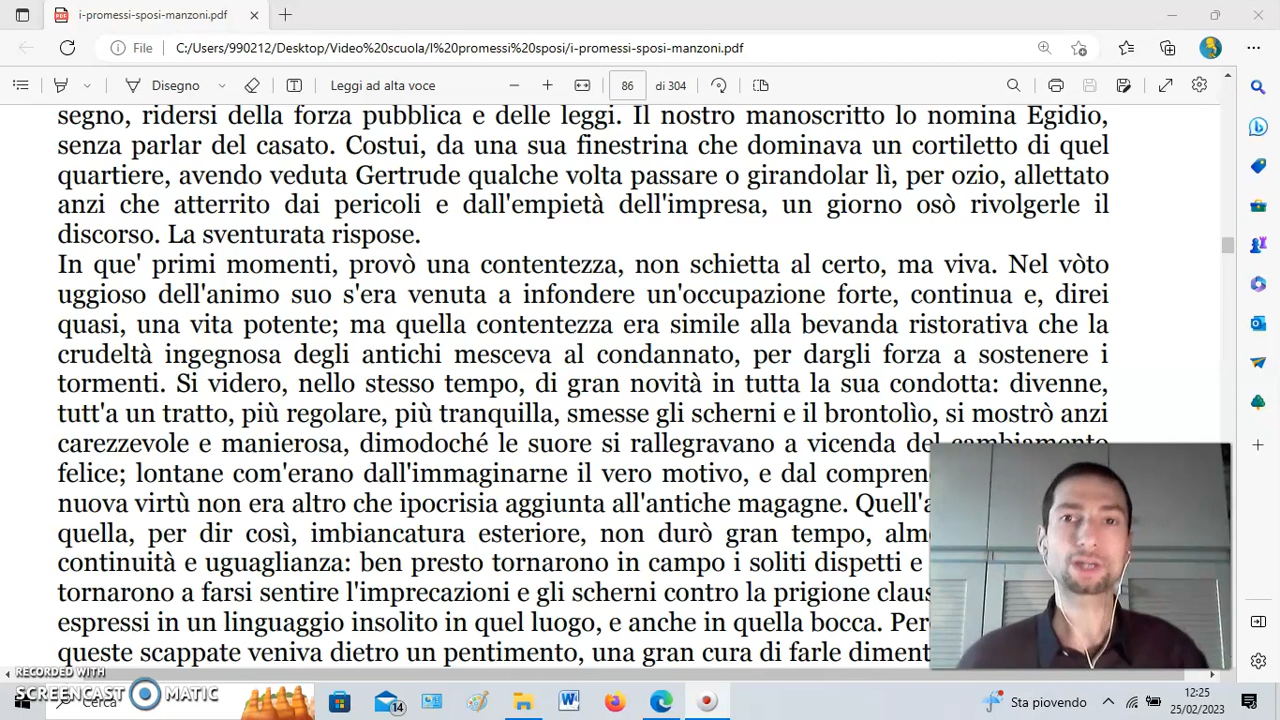 i-promessi-sposi-manzoni.pdf
File C:/Users/990212/Desktop/Video%20scuola/I%20promessi%20sposi/i-promessi-sposi-manzoni.pdf
Disegno Leggi ad alta voce 86 di 304
segno, ridersi della forza pubblica e delle leggi. Il nostro manoscritto lo nomina Egidio,
senza parlar del casato. Costui, da una sua finestrina che dominava un cortiletto di quel
quartiere, avendo veduta Gertrude qualche volta passare o girandolar lì, per ozio, allettato
anzi che atterrito dai pericoli e dall'empietà dell'impresa, un giorno osò rivolgerle il
discorso. La sventurata rispose.
In que' primi momenti, provò una contentezza, non schietta al certo, ma viva. Nel vòto
uggioso dell'animo suo s'era venuta a infondere un'occupazione forte, continua e, direi
quasi, una vita potente; ma quella contentezza era simile alla bevanda ristorativa che la
crudeltà ingegnosa degli antichi mesceva al condannato, per dargli forza a sostenere i
tormenti. Si videro, nello stesso tempo, di gran novità in tutta la sua condotta: divenne,
tutt'a un tratto, più regolare, più tranquilla, smesse gli scherni e il brontolìo, si mostrò anzi
carezzevole e manierosa, dimodoché le suore si rallegravano a vicenda del cambiamento
felice; lontane com'erano dall'immaginarne il vero motivo, e dal
nuova virtù non era altro che ipocrisia aggiunta all'antiche magagne.
quella, per dir così, imbiancatura esteriore, non durò gran tempo,
continuità e uguaglianza: ben presto tornarono in campo i soliti dispetti e
tornarono a farsi sentire l'imprecazioni e gli scherni contro la prigione
espressi in un linguaggio insolito in quel luogo, e anche in quella bocca.
queste scappate veniva dietro un pentimento, una gran cura di farle
RECORDED WITH
SCREENCAST MATIC
Cerca
14
Sta piovendo
12:25
25/02/2023